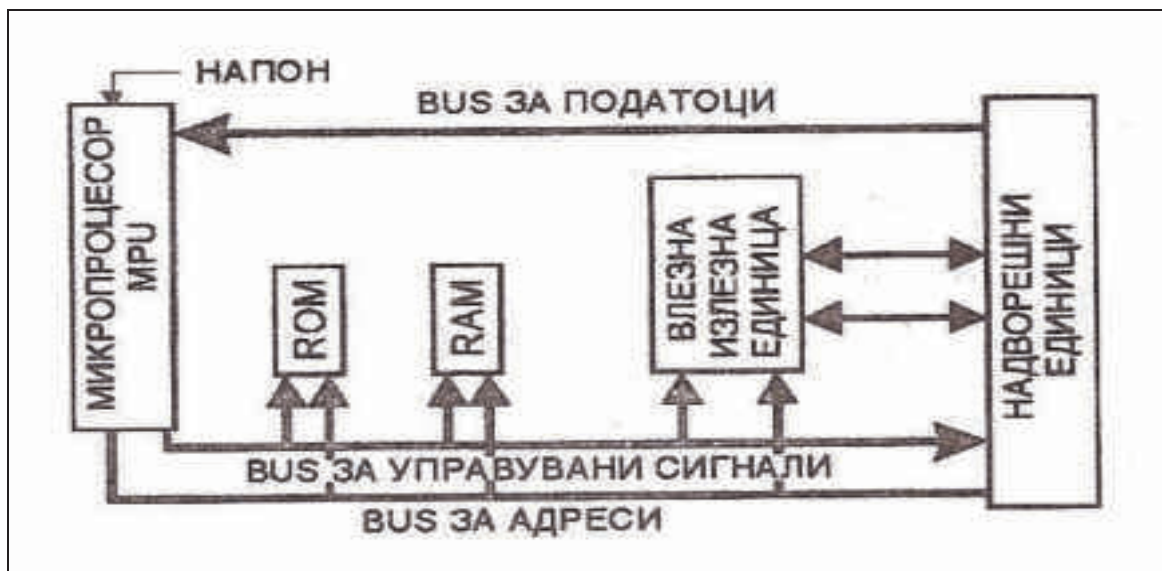 НАПОН
BUS ЗА ПОДАТОЦИ
МИКРОПРОЦЕСОР
MPU
ROM
RAM
ВЛЕЗНА
ИЗЛЕЗНА
ЕДИНИЦА
НАДВОРЕШНИ
ЕДИНИЦИ
BUS ЗА УПРАВУВАНИ СИГНАЛИ
BUS ЗА АДРЕСИ